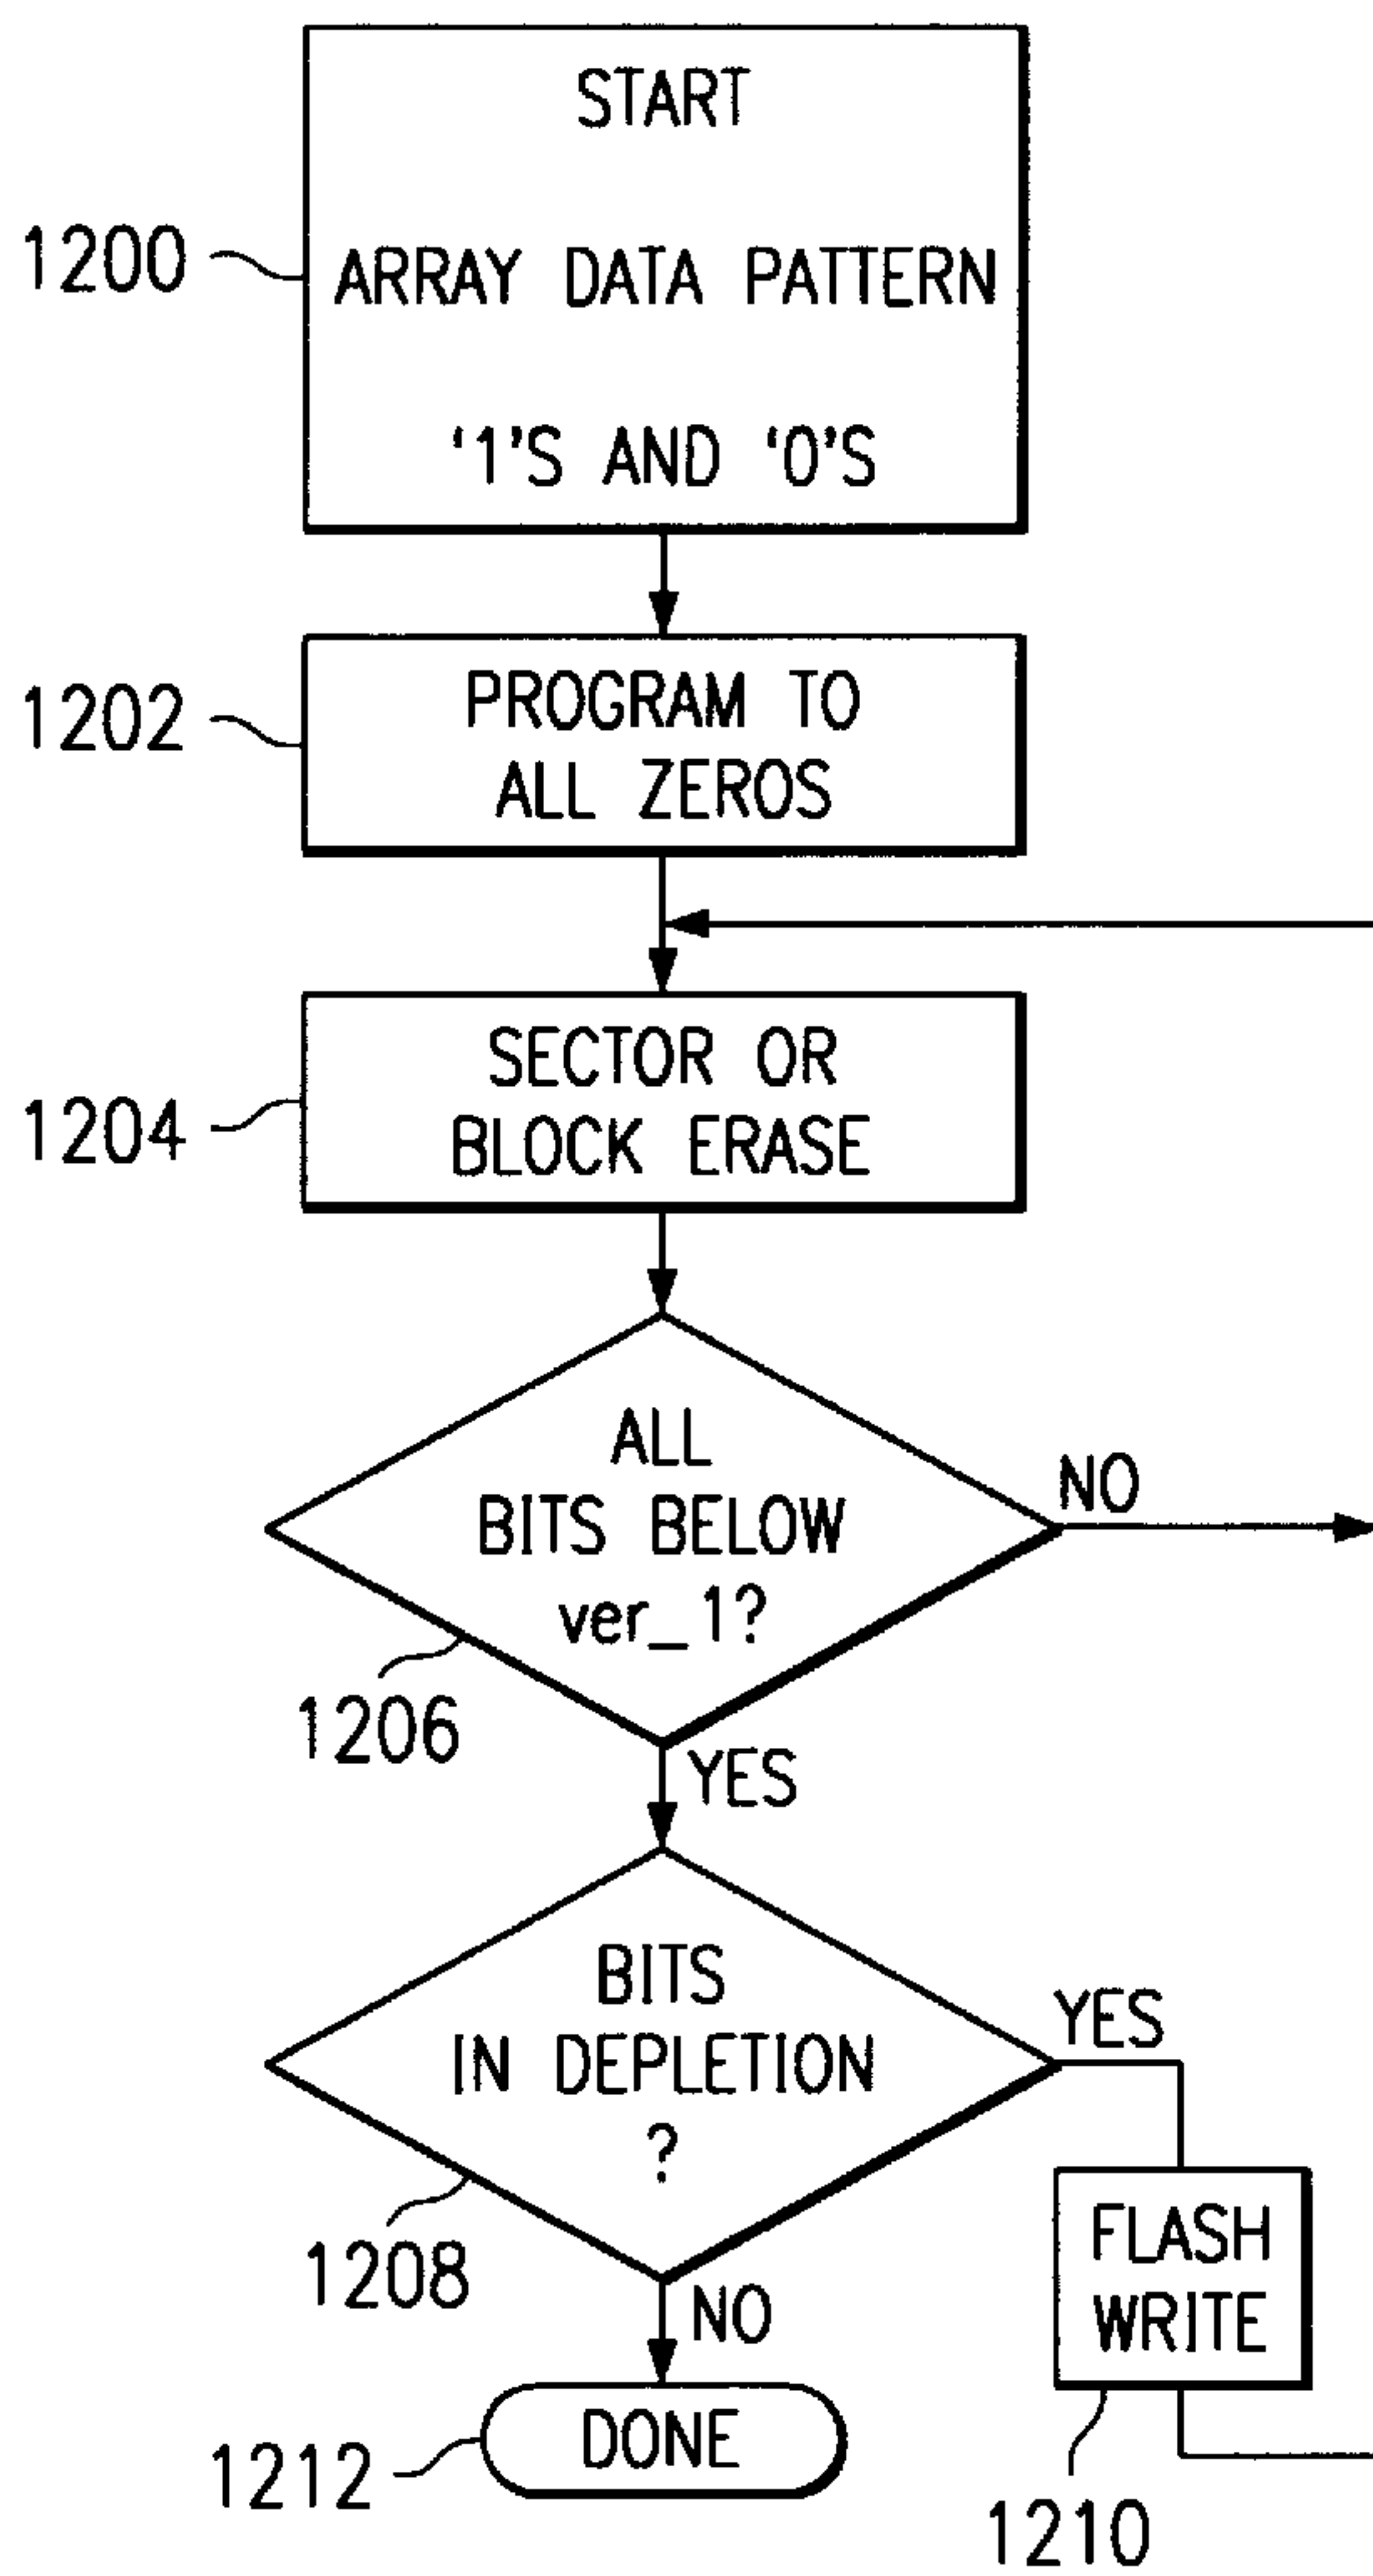 START
ARRAY DATA PATTERN
‘1’S AND ‘0’S
1200
PROGRAM TO
ALL ZEROS
1202
SECTOR OR
BLOCK ERASE
1204
ALL
BITS BELOW
ver_1?
NO
1206
YES
BITS
IN DEPLETION
?
YES
1208
FLASH
WRITE
NO
DONE
1212
1210